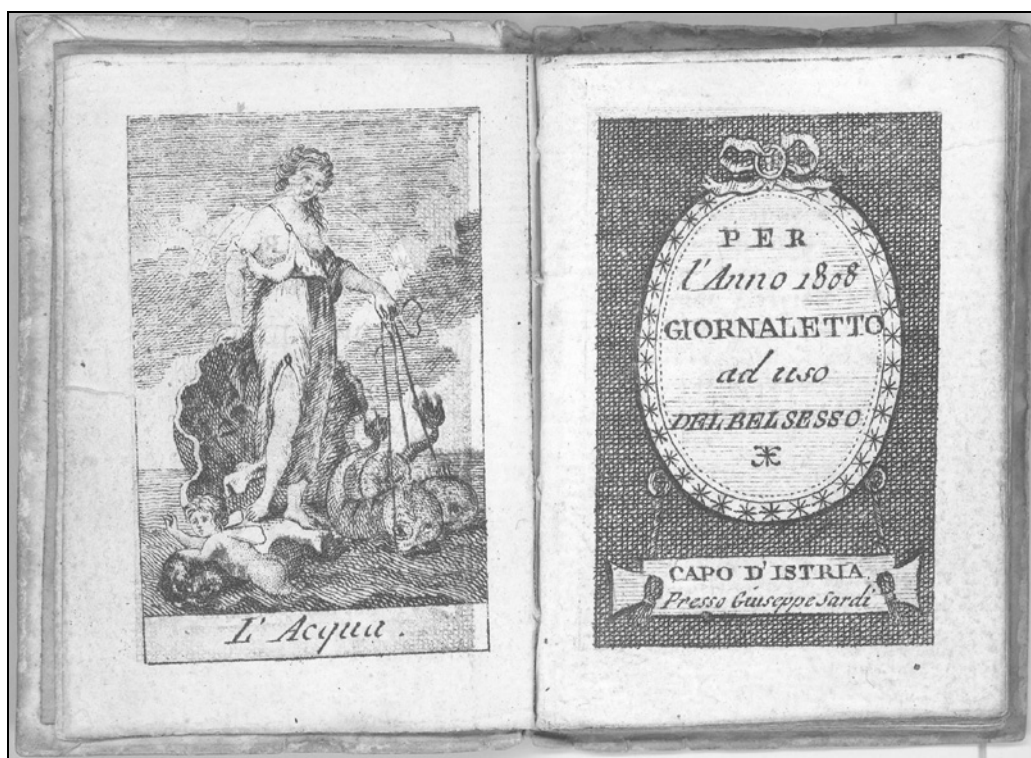 L' Acqua.
PER
l'Anno 1808
GIORNALETTO
ad uso
DEL BEL SESSO.
CAPO D'ISTRIA.
Presso Giuseppe Sardi